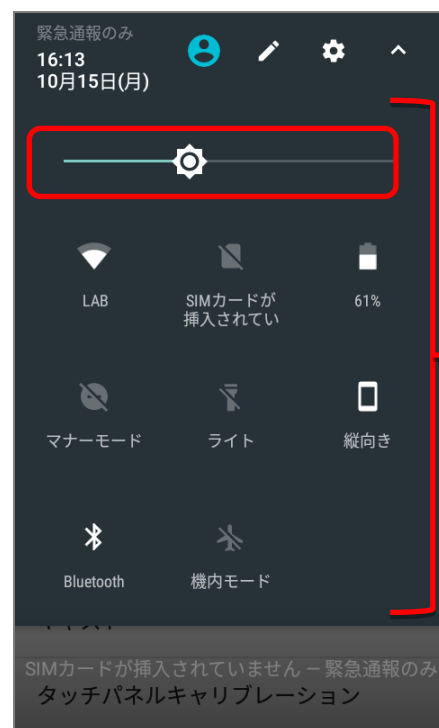 緊急通報のみ
16:13
10月15日(月)
LAB
SIMカードが
挿入されてい
61%
マナーモード
ライト
縦向き
Bluetooth
機内モード
SIMカードが挿入されていません – 緊急通報のみ
タッチパネルキャリブレーション